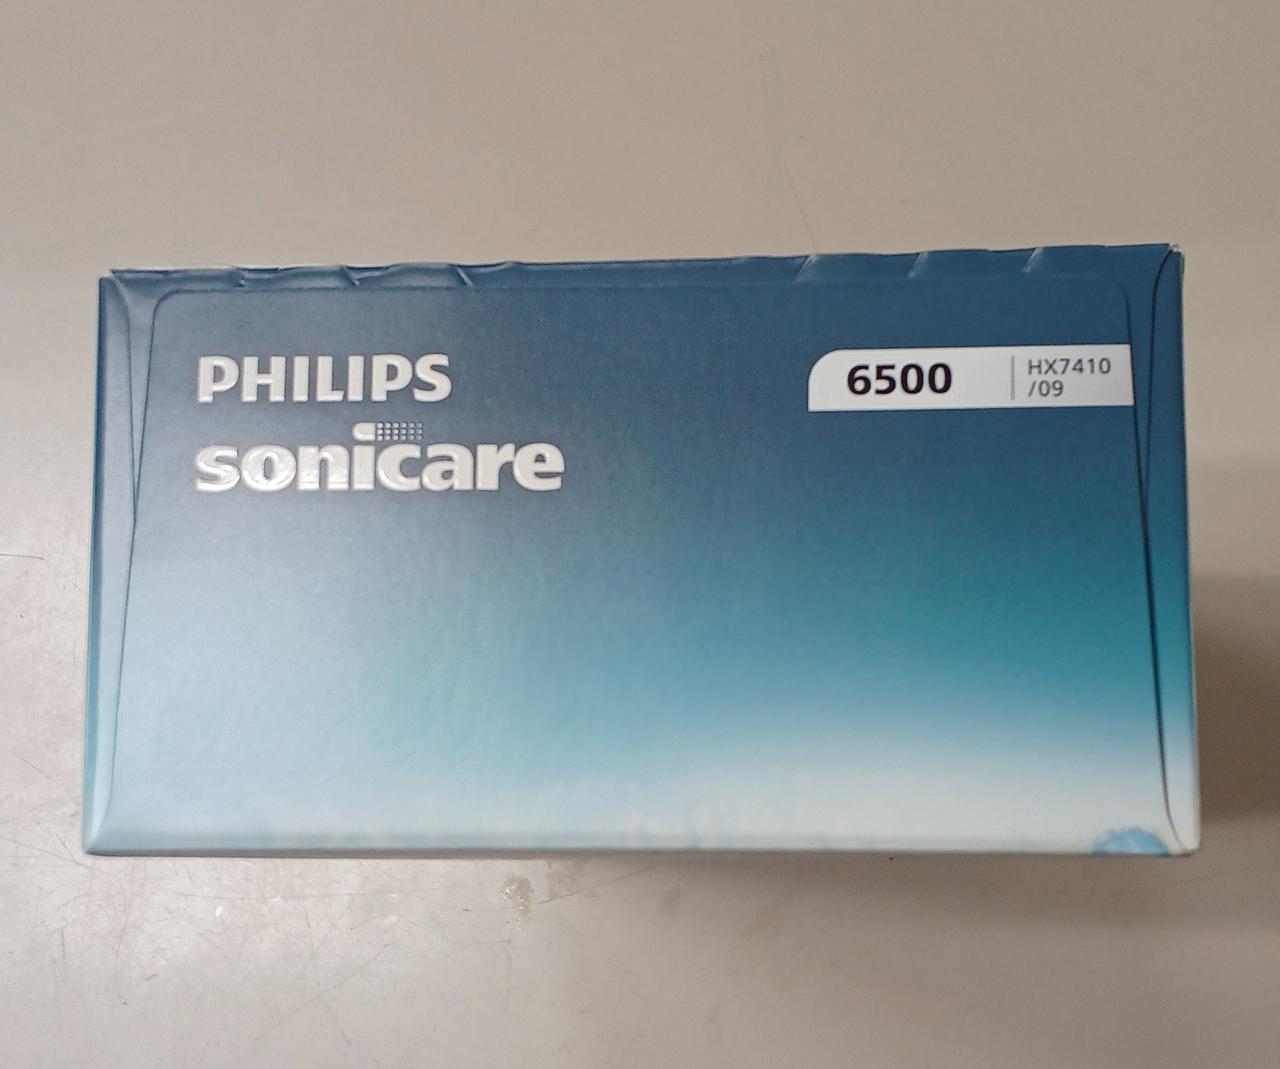 PHILIPS
sonicare
6500
HX7410
/09